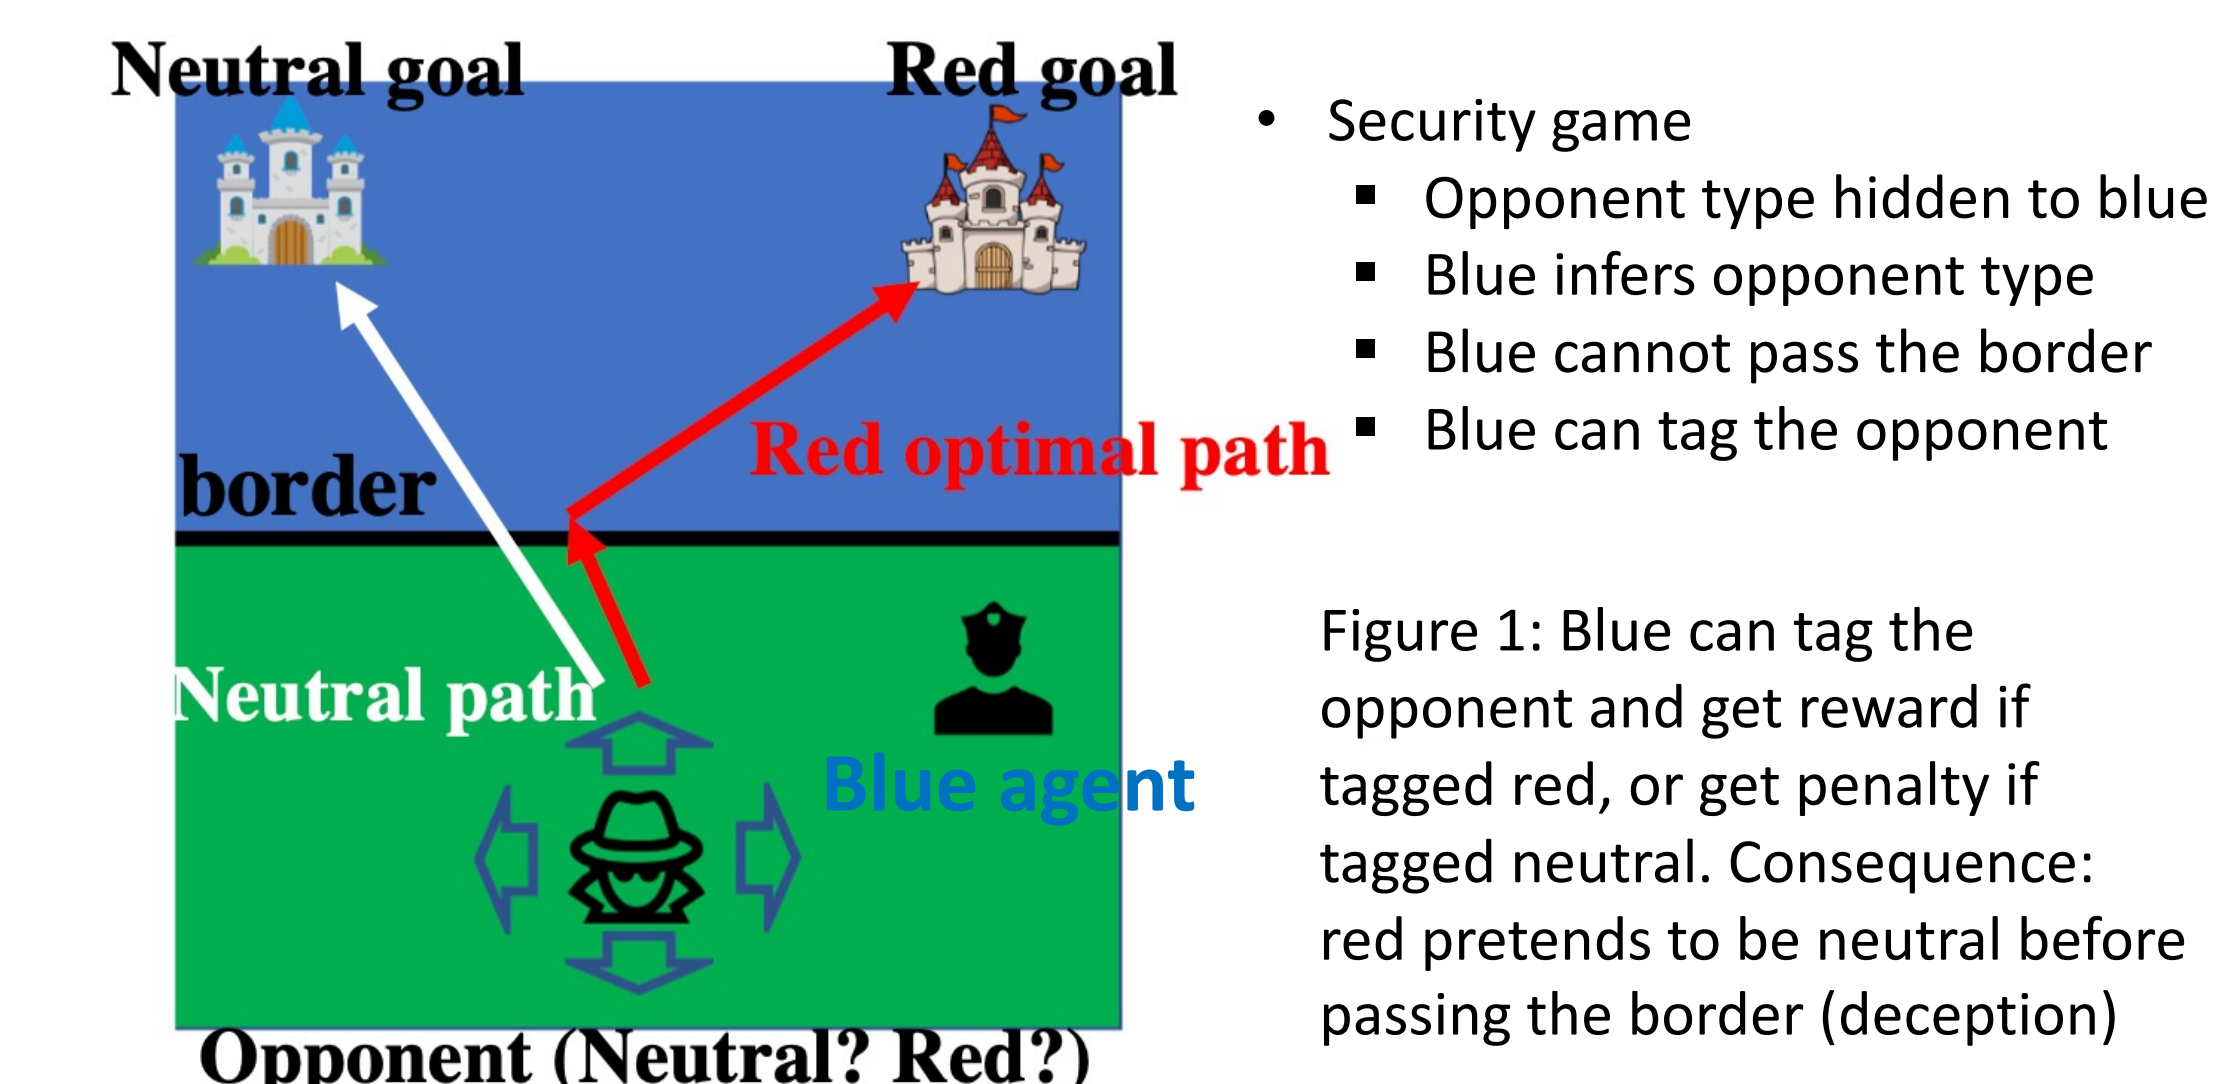 Neutral goal
Red goal
border
Red optimal path
Neutral path
Blue agent
Opponent (Neutral? Red?)
• Security game
▪ Opponent type hidden to blue
▪ Blue infers opponent type
▪ Blue cannot pass the border
▪ Blue can tag the opponent
Figure 1: Blue can tag the
opponent and get reward if
tagged red, or get penalty if
tagged neutral. Consequence:
red pretends to be neutral before
passing the border (deception)